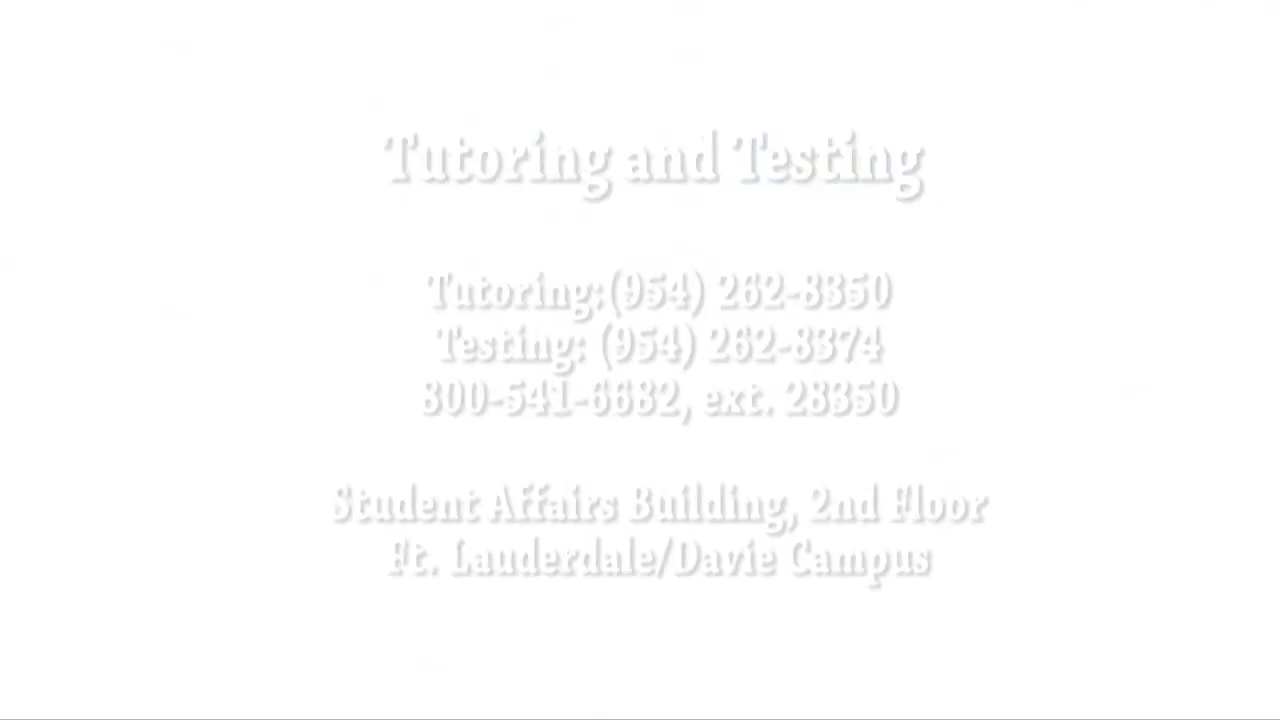 Tutoring and Testing
Tutoring:(954) 262-8350
Testing: (954) 262-8374
800-541-6682, ext. 28350
Student Affairs Building, 2nd Floor
Ft. Lauderdale/Davie Campus